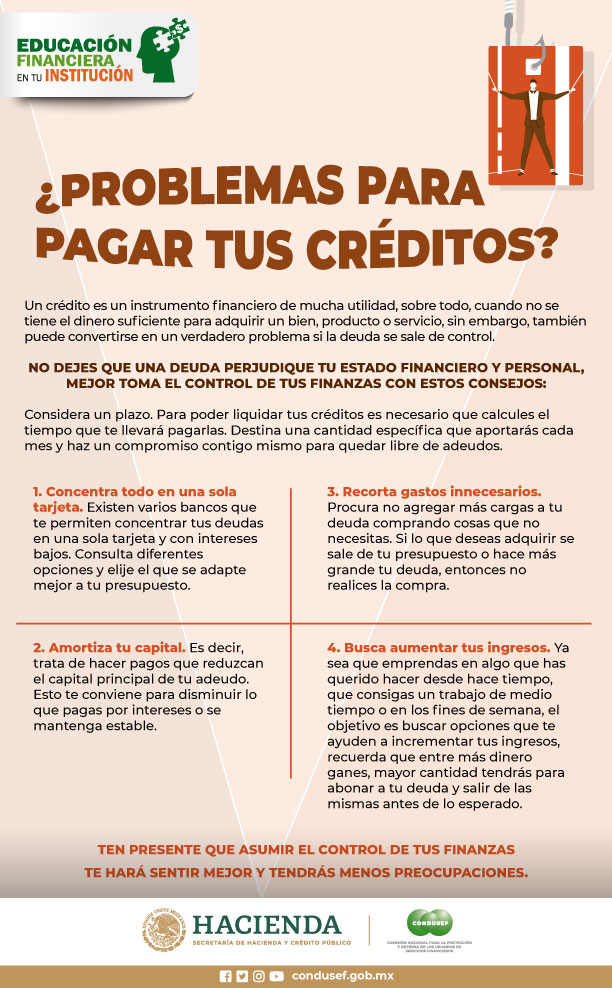 EDUCACIÓN
FINANCIERA
EN TU INSTITUCIÓN
¿PROBLEMAS PARA
PAGAR TUS CRÉDITOS?
Un crédito es un instrumento financiero de mucha utilidad, sobre todo, cuando no se
tiene el dinero suficiente para adquirir un bien, producto o servicio, sin embargo, también
puede convertirse en un verdadero problema si la deuda se sale de control.
NO DEJES QUE UNA DEUDA PERJUDIQUE TU ESTADO FINANCIERO Y PERSONAL,
MEJOR TOMA EL CONTROL DE TUS FINANZAS CON ESTOS CONSEJOS:
Considera un plazo. Para poder liquidar tus créditos es necesario que calcules el
tiempo que te llevará pagarlas. Destina una cantidad específica que aportarás cada
mes y haz un compromiso contigo mismo para quedar libre de adeudos.
1. Concentra todo en una sola
tarjeta. Existen varios bancos que
te permiten concentrar tus deudas
en una sola tarjeta y con intereses
bajos. Consulta diferentes
opciones y elije el que se adapte
mejor a tu presupuesto.
2. Amortiza tu capital. Es decir,
trata de hacer pagos que reduzcan
el capital principal de tu adeudo.
Esto te conviene para disminuir lo
que pagas por intereses o se
mantenga estable.
3. Recorta gastos innecesarios.
Procura no agregar más cargas a tu
deuda comprando cosas que no
necesitas. Si lo que deseas adquirir se
sale de tu presupuesto o hace más
grande tu deuda, entonces no
realices la compra.
4. Busca aumentar tus ingresos. Ya
sea que emprendas en algo que has
querido hacer desde hace tiempo,
que consigas un trabajo de medio
tiempo o en los fines de semana, el
objetivo es buscar opciones que te
ayuden a incrementar tus ingresos,
recuerda que entre más dinero
ganes, mayor cantidad tendrás para
abonar a tu deuda y salir de las
mismas antes de lo esperado.
TEN PRESENTE QUE ASUMIR EL CONTROL DE TUS FINANZAS
TE HARÁ SENTIR MEJOR Y TENDRÁS MENOS PREOCUPACIONES.
HACIENDA
SECRETARÍA DE HACIENDA Y CRÉDITO PÚBLICO
CONDUSEF
COMISIÓN NACIONAL PARA LA PROTECCIÓN
Y DEFENSA DE LOS USUARIOS DE
SERVICIOS FINANCIEROS
condusef.gob.mx